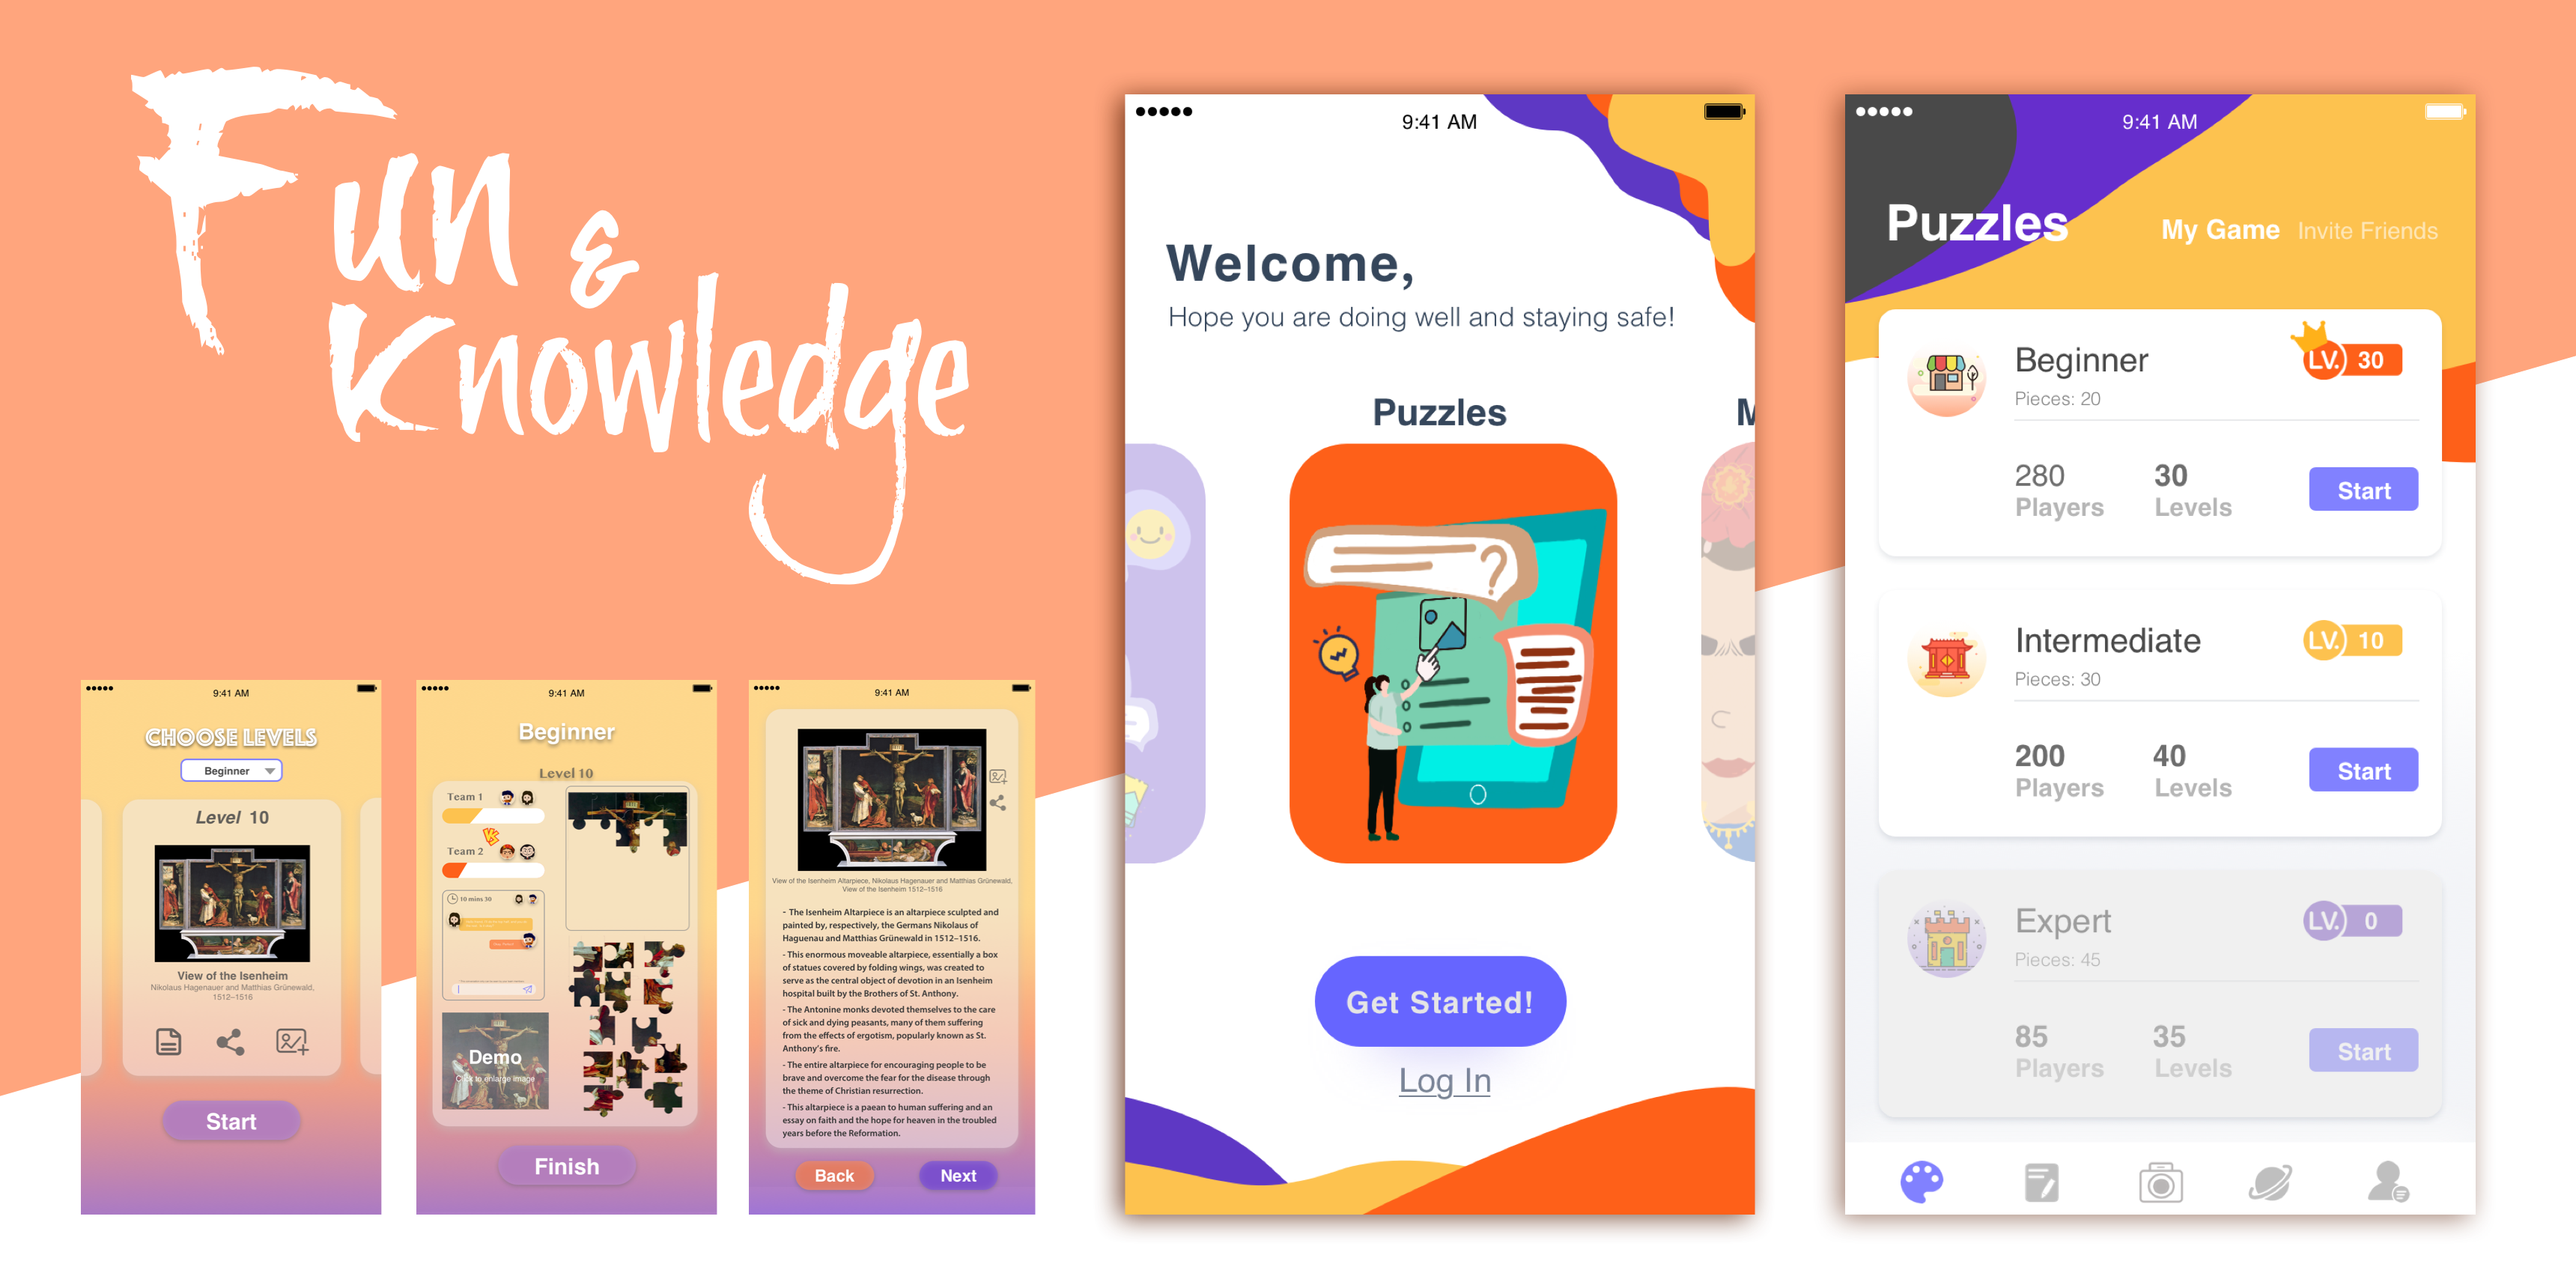 Fun &
Knowledge
9:41 AM
CHOOSE LEVELS
Beginner
Level 10
View of the Isenheim
Nikolaus Hagenauer and Matthias Grünewald,
1512–1516
Start
9:41 AM
Beginner
Level 10
Team 1
VS
Team 2
10 mins 30
Demo
Click to enlarge image
Finish
9:41 AM
View of the Isenheim Altarpiece, Nikolaus Hagenauer and Matthias Grünewald,
View of the Isenheim 1512–1516
- The Isenheim Altarpiece is an altarpiece sculpted and
painted by, respectively, the Germans Nikolaus of
Haguenau and Matthias Grünewald in 1512–1516.
- This enormous moveable altarpiece, essentially a box
of statues covered by folding wings, was created to
serve as the central object of devotion in an Isenheim
hospital built by the Brothers of St. Anthony.
- The Antonine monks devoted themselves to the care
of sick and dying peasants, many of them suffering
from the effects of ergotism, popularly known as St.
Anthony's fire.
- The entire altarpiece for encouraging people to be
brave and overcome the fear for the disease through
the theme of Christian resurrection.
- This altarpiece is a paean to human suffering and an
essay on faith and the hope for heaven in the troubled
years before the Reformation.
Back
Next
9:41 AM
Welcome,
Hope you are doing well and staying safe!
Puzzles
M
?
Get Started!
Log In
9:41 AM
Puzzles
My Game Invite Friends
Beginner
LV. 30
Pieces: 20
280 30
Players Levels
Start
Intermediate
LV. 10
Pieces: 30
200 40
Players Levels
Start
Expert
LV. 0
Pieces: 45
85 35
Players Levels
Start